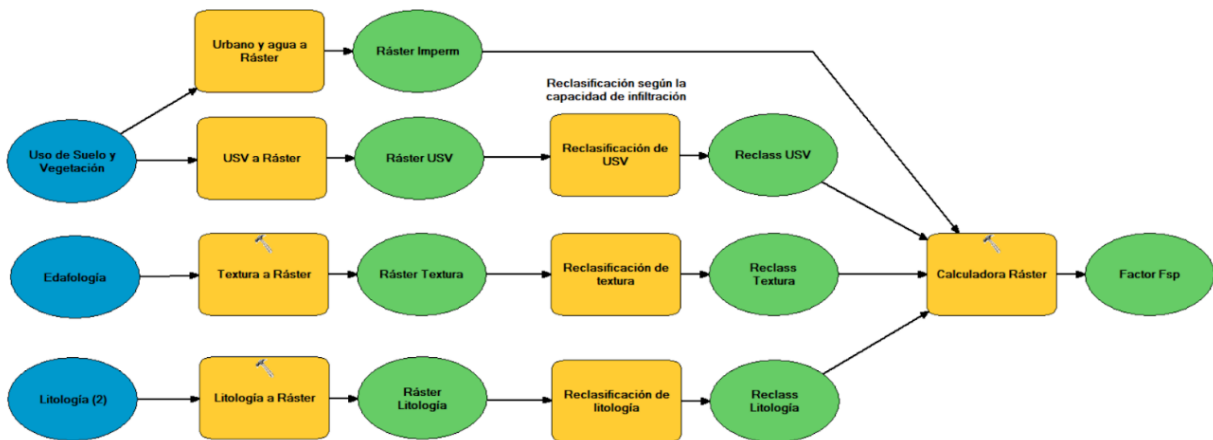 Urbano y agua a
Ráster
Ráster Imperm
Reclasificación según la
capacidad de infiltración
Uso de Suelo y
Vegetación
USV a Ráster
Ráster USV
Reclasificación de
USV
Reclass USV
Edafología
Textura a Ráster
Ráster Textura
Reclasificación de
textura
Reclass
Textura
Calculadora Ráster
Factor Fsp
Litología (2)
Litología a Ráster
Ráster
Litología
Reclasificación de
litología
Reclass
Litología